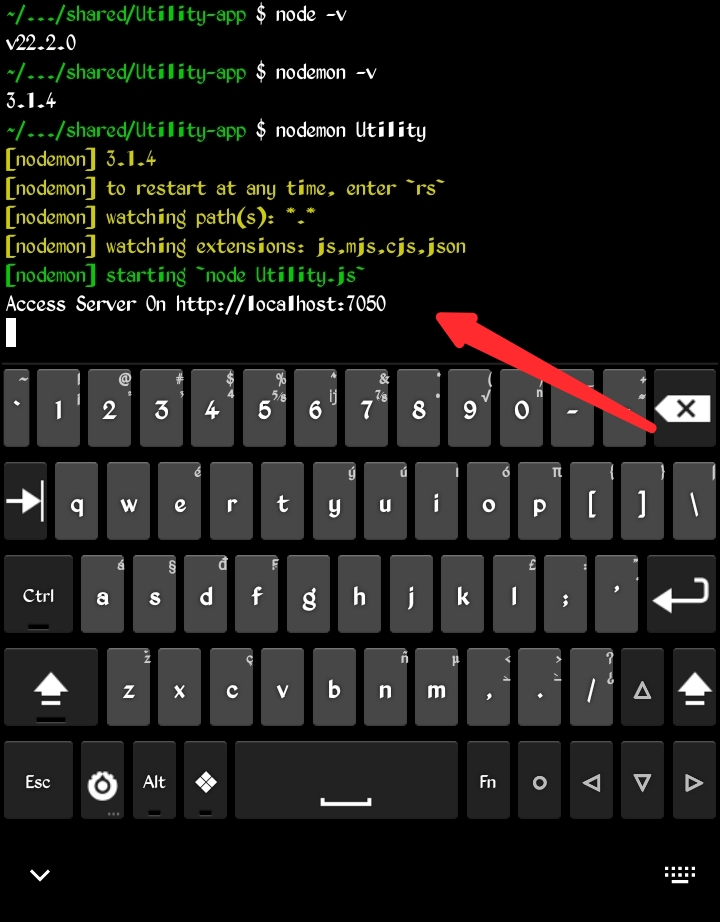 ~/.../shared/Utility-app $ node -v
v22.2.0
~/.../shared/Utility-app $ nodemon -v
3.1.4
~/.../shared/Utility-app $ nodemon Utility
[nodemon] 3.1.4
[nodemon] to restart at any time, enter `rs`
[nodemon] watching path(s): *.*
[nodemon] watching extensions: js,mjs,cjs,json
[nodemon] starting `node Utility.js`
Access Server On http://localhost:7050
` 1 2 3 4 5 6 7 8 9 0 -
q w e r t y u i o p [ ] \
Ctrl a s d f g h j k l ; '
z x c v b n m , . /
Esc Alt Fn